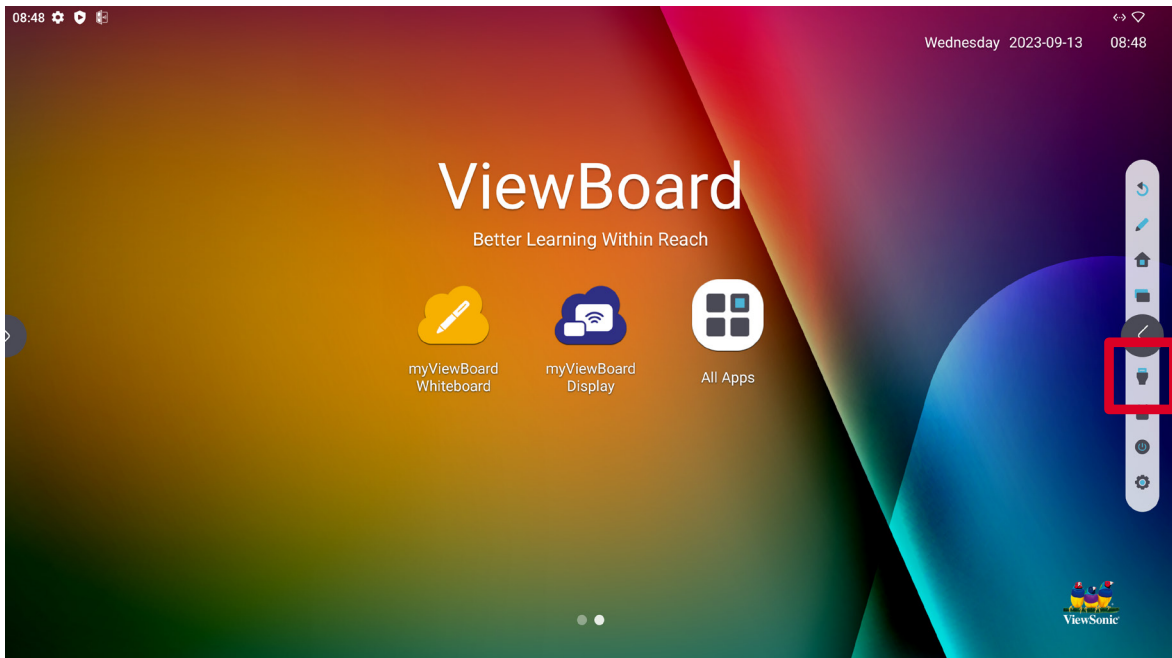 08:48
Wednesday 2023-09-13 08:48
ViewBoard
Better Learning Within Reach
myViewBoard
Whiteboard
myViewBoard
Display
All Apps
ViewSonic